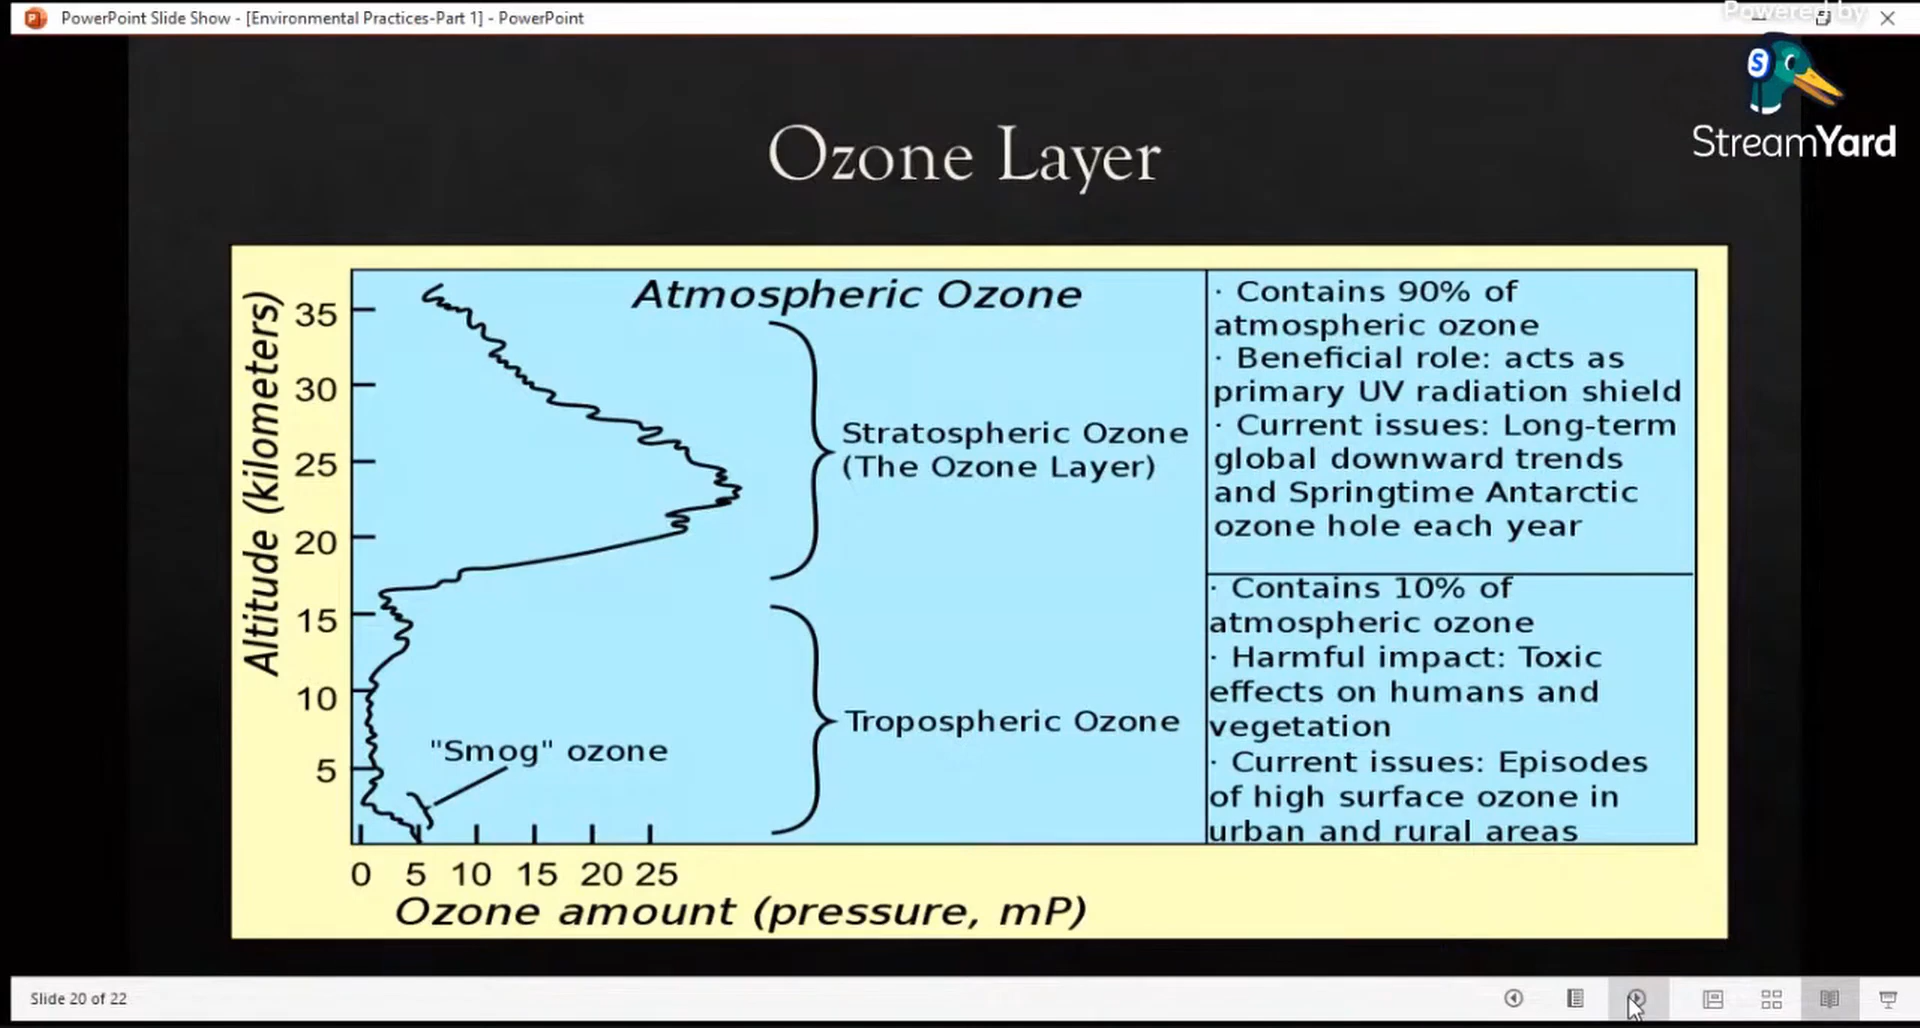 PowerPoint Slide Show - [Environmental Practices-Part 1] - PowerPoint
Powered by
StreamYard
Ozone Layer
Atmospheric Ozone
Altitude (kilometers)
35
30
25
20
15
10
5
Stratospheric Ozone
(The Ozone Layer)
Tropospheric Ozone
"Smog" ozone
· Contains 90% of
atmospheric ozone
· Beneficial role: acts as
primary UV radiation shield
· Current issues: Long-term
global downward trends
and Springtime Antarctic
ozone hole each year
· Contains 10% of
atmospheric ozone
· Harmful impact: Toxic
effects on humans and
vegetation
· Current issues: Episodes
of high surface ozone in
urban and rural areas
0 5 10 15 20 25
Ozone amount (pressure, mP)
Slide 20 of 22